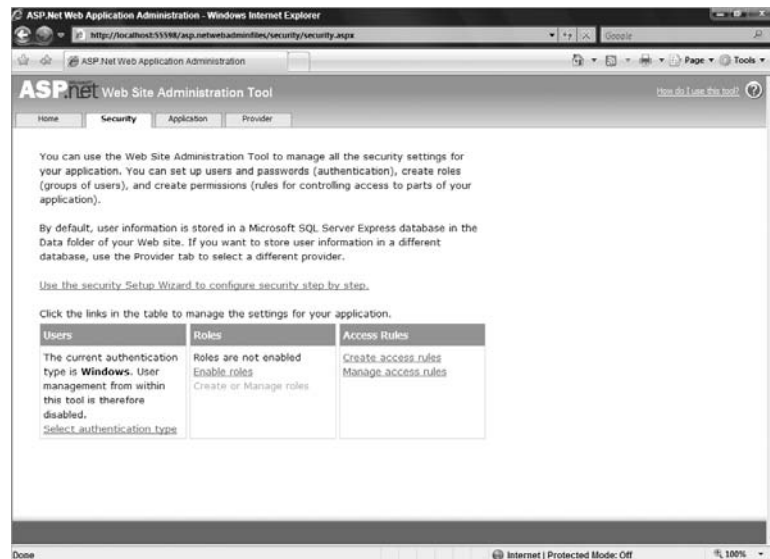 ASP.Net Web Application Administration - Windows Internet Explorer
http://localhost:55598/asp.netwebadminfiles/security/security.aspx
Google
ASP.Net Web Application Administration
Page
Tools
ASP.net Web Site Administration Tool
How do I use this tool? ?
Home Security Application Provider
You can use the Web Site Administration Tool to manage all the security settings for
your application. You can set up users and passwords (authentication), create roles
(groups of users), and create permissions (rules for controlling access to parts of your
application).
By default, user information is stored in a Microsoft SQL Server Express database in the
Data folder of your Web site. If you want to store user information in a different
database, use the Provider tab to select a different provider.
Use the security Setup Wizard to configure security step by step.
Click the links in the table to manage the settings for your application.
Users
The current authentication
type is Windows. User
management from within
this tool is therefore
disabled.
Select authentication type
Roles
Roles are not enabled
Enable roles
Create or Manage roles
Access Rules
Create access rules
Manage access rules
Done
Internet | Protected Mode: Off
100%